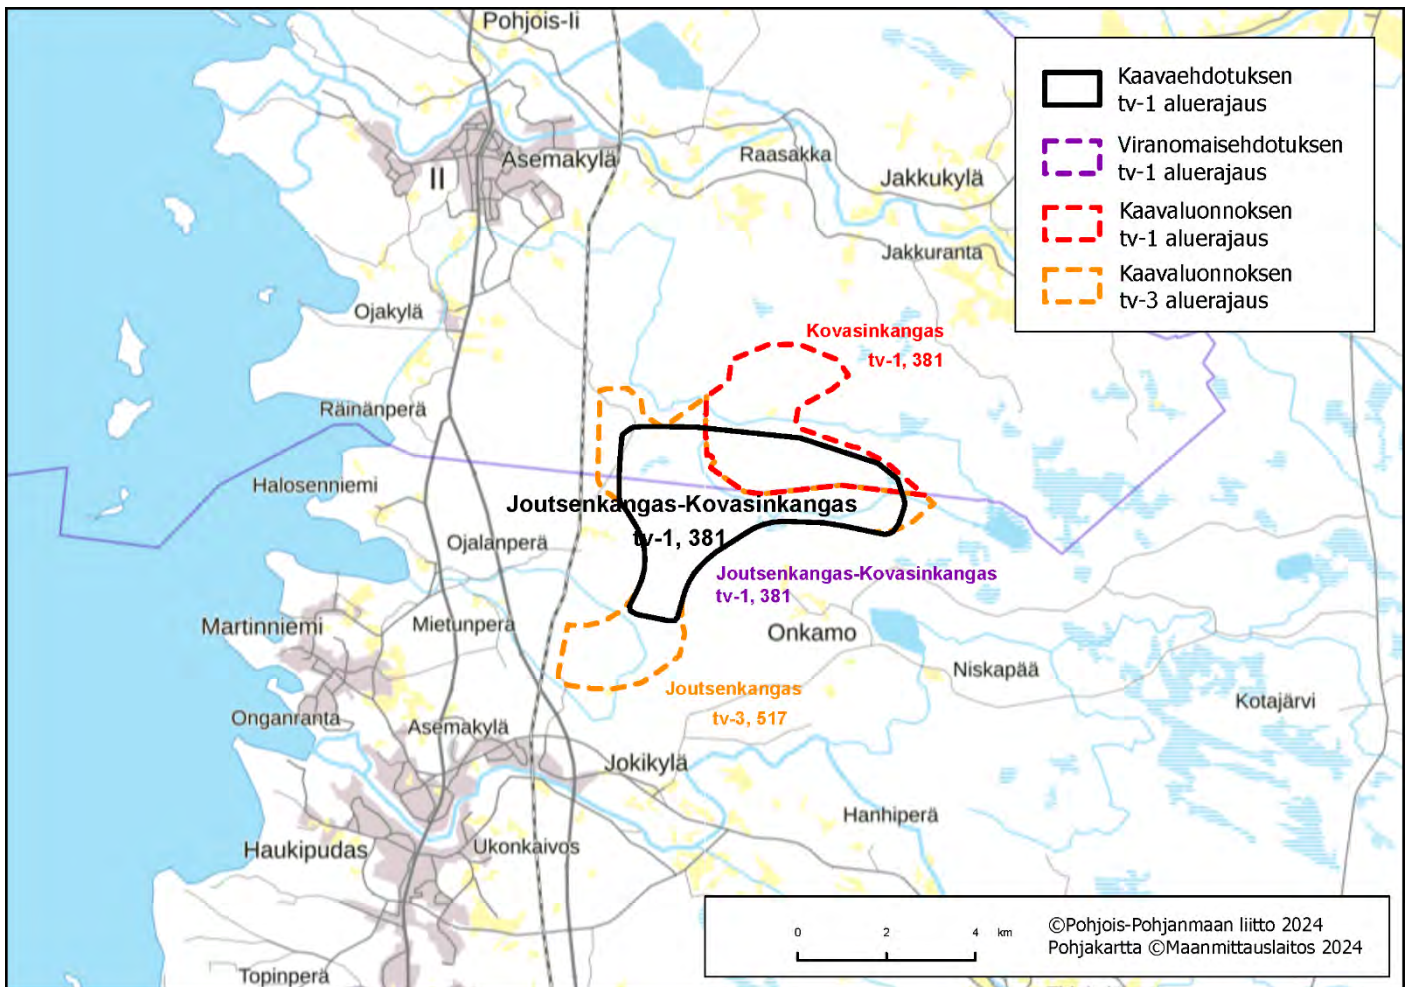 Pohjois-Ii
Kaavaehdotuksen
tv-1 aluerajaus
Viranomaisehdotuksen
tv-1 aluerajaus
Kaavaluonnoksen
tv-1 aluerajaus
Kaavaluonnoksen
tv-3 aluerajaus
Asemakylä
II
Raasakka
Jakkukylä
Jakkuranta
Ojakylä
Kovasinkangas
tv-1, 381
Räinänperä
Halosenniemi
Joutsenkangas-Kovasinkangas
tv-1, 381
Ojalanperä
Joutsenkangas-Kovasinkangas
tv-1, 381
Martinniemi
Mietunperä
Onkamo
Niskapää
Joutsenkangas
tv-3, 517
Kotajärvi
Onganranta
Asemakylä
Jokikylä
Hanhiperä
Haukipudas
Ukonkaivos
0 2 4 km
©Pohjois-Pohjanmaan liitto 2024
Pohjakartta ©Maanmittauslaitos 2024
Topinperä